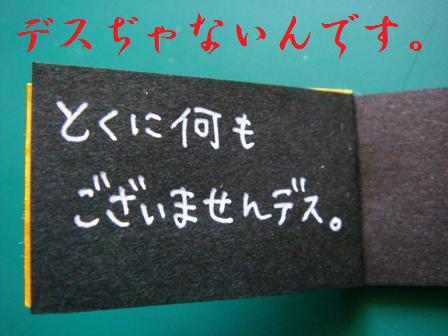 デスぢゃないんです。
とくに何も
ございませんデス。